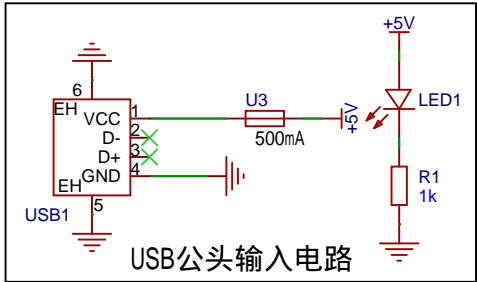 +5V
6
EH
VCC
1
D-
2
D+
3
GND
4
EH
5
USB1
U3
500mA
+5V
LED1
R1
1k
USB公头输入电路